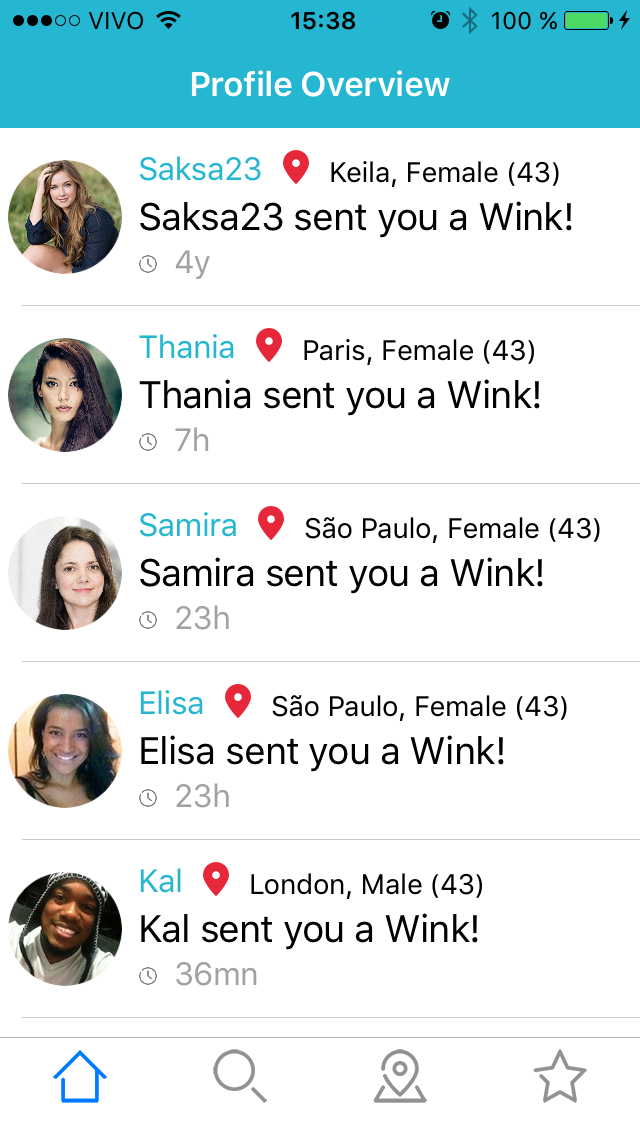 VIVO 15:38 100 %
Profile Overview
Saksa23 Keila, Female (43)
Saksa23 sent you a Wink!
4y
Thania Paris, Female (43)
Thania sent you a Wink!
7h
Samira São Paulo, Female (43)
Samira sent you a Wink!
23h
Elisa São Paulo, Female (43)
Elisa sent you a Wink!
23h
Kal London, Male (43)
Kal sent you a Wink!
36mn